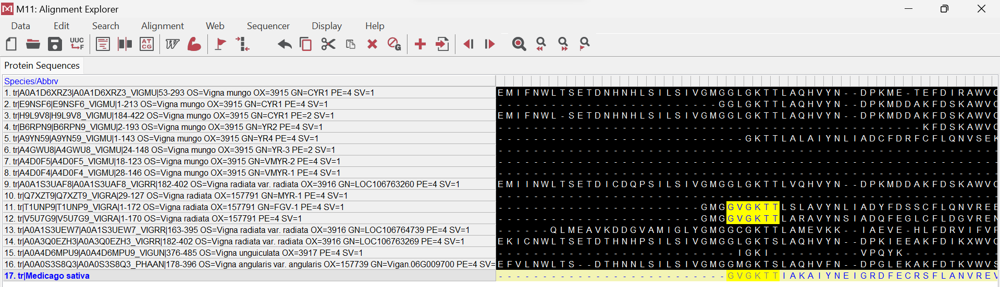 M11: Alignment Explorer
Data Edit Search Alignment Web Sequencer Display Help
UUC F AT CG W G
Protein Sequences
Species/Abbrv
1. tr|A0A1D6XRZ3|A0A1D6XRZ3_VIGMU|53-293 OS=Vigna mungo OX=3915 GN=CYR1 PE=4 SV=1 EMIFNWLTSETDNHNHLSILSIVGMGGLGKTTLAQHVYN--DPKME-TEFDIRAWVC
2. tr|E9NSF6|E9NSF6_VIGMU|1-213 OS=Vigna mungo OX=3915 GN=CYR1 PE=4 SV=1 -------------------------GGLGKTTLAQHVYN--DPKMDDAKFDSKAWVC
3. tr|H9L9V8|H9L9V8_VIGMU|184-422 OS=Vigna mungo OX=3915 GN=CYR1 PE=2 SV=1 EMIFNWL-SETDNHNHLSILSIVGMGGLGKTTLAQHVYN--DPKMDDAKFDSKAWVC
4. tr|B6RPN9|B6RPN9_VIGMU|2-193 OS=Vigna mungo OX=3915 GN=YR2 PE=4 SV=1 ------------------------------------------------KFDSKAWVC
5. tr|A9YN59|A9YN59_VIGMU|1-143 OS=Vigna mungo OX=3915 GN=YR4 PE=4 SV=1 ----------------------------GKTTLALAIYNLIADCFDRFCFLQNVSEK
6. tr|A4GWU8|A4GWU8_VIGMU|24-148 OS=Vigna mungo OX=3915 GN=YR-3 PE=2 SV=1 ---------------------------------------------------------
7. tr|A4D0F5|A4D0F5_VIGMU|18-123 OS=Vigna mungo OX=3915 GN=VMYR-2 PE=4 SV=1 ---------------------------------------------------------
8. tr|A4D0F4|A4D0F4_VIGMU|28-146 OS=Vigna mungo OX=3915 GN=VMYR-1 PE=4 SV=1 ---------------------------------------------------------
9. tr|A0A1S3UAF8|A0A1S3UAF8_VIGRR|182-402 OS=Vigna radiata var. radiata OX=3916 GN=LOC106763260 PE=4 SV=1 EMIINWLTSETDICDQPSILSIVGMGGLGKTTLVQHVYN--DPKMDDAKFDSKAWVC
10. tr|Q7XZT9|Q7XZT9_VIGRA|29-127 OS=Vigna radiata OX=157791 GN=MYR-1 PE=4 SV=1 ---------------------------------------------------------
11. tr|T1UNP9|T1UNP9_VIGRA|1-172 OS=Vigna radiata OX=157791 GN=FGV-1 PE=4 SV=1 -----------------------GMGGVGKTTLSLAVYNLIADYFDSSCFLQNVREE
12. tr|V5U7G9|V5U7G9_VIGRA|1-170 OS=Vigna radiata OX=157791 PE=4 SV=1 -----------------------GMGGVGKTTLARAVYNSIADQFEGLCFLDGVREN
13. tr|A0A1S3UEW7|A0A1S3UEW7_VIGRR|163-395 OS=Vigna radiata var. radiata OX=3916 GN=LOC106764739 PE=4 SV=1 ------QLMEAVKDDGVAMIGLYGMGGCGKTTLAMEVKK--IAEVE-HLFDRVIFVF
14. tr|A0A3Q0EZH3|A0A3Q0EZH3_VIGRR|182-402 OS=Vigna radiata var. radiata OX=3916 GN=LOC106763269 PE=4 SV=1 EKICNWLTSETDTHNHPSILSIVGMGGLGKTSLAQHVYN--DPKIEEAKFDIKXWVC
15. tr|A0A4D6MPU9|A0A4D6MPU9_VIGUN|376-485 OS=Vigna unguiculata OX=3917 PE=4 SV=1 ---------------------------IGKI----------VPQYK-----------
16. tr|A0A0S3S8Q3|A0A0S3S8Q3_PHAAN|178-396 OS=Vigna angularis var. angularis OX=157739 GN=Vigan.06G009700 PE=4 SV= EFVLNWLTS--DTHNNLSILSIVGMGGMGKTSLAQHVFN--DPGLEKAKFDTKVWVS
17. tr|Medicago sativa --------------------------GVGKTTIAKAIYNEIGRDFECRSFLANVREV